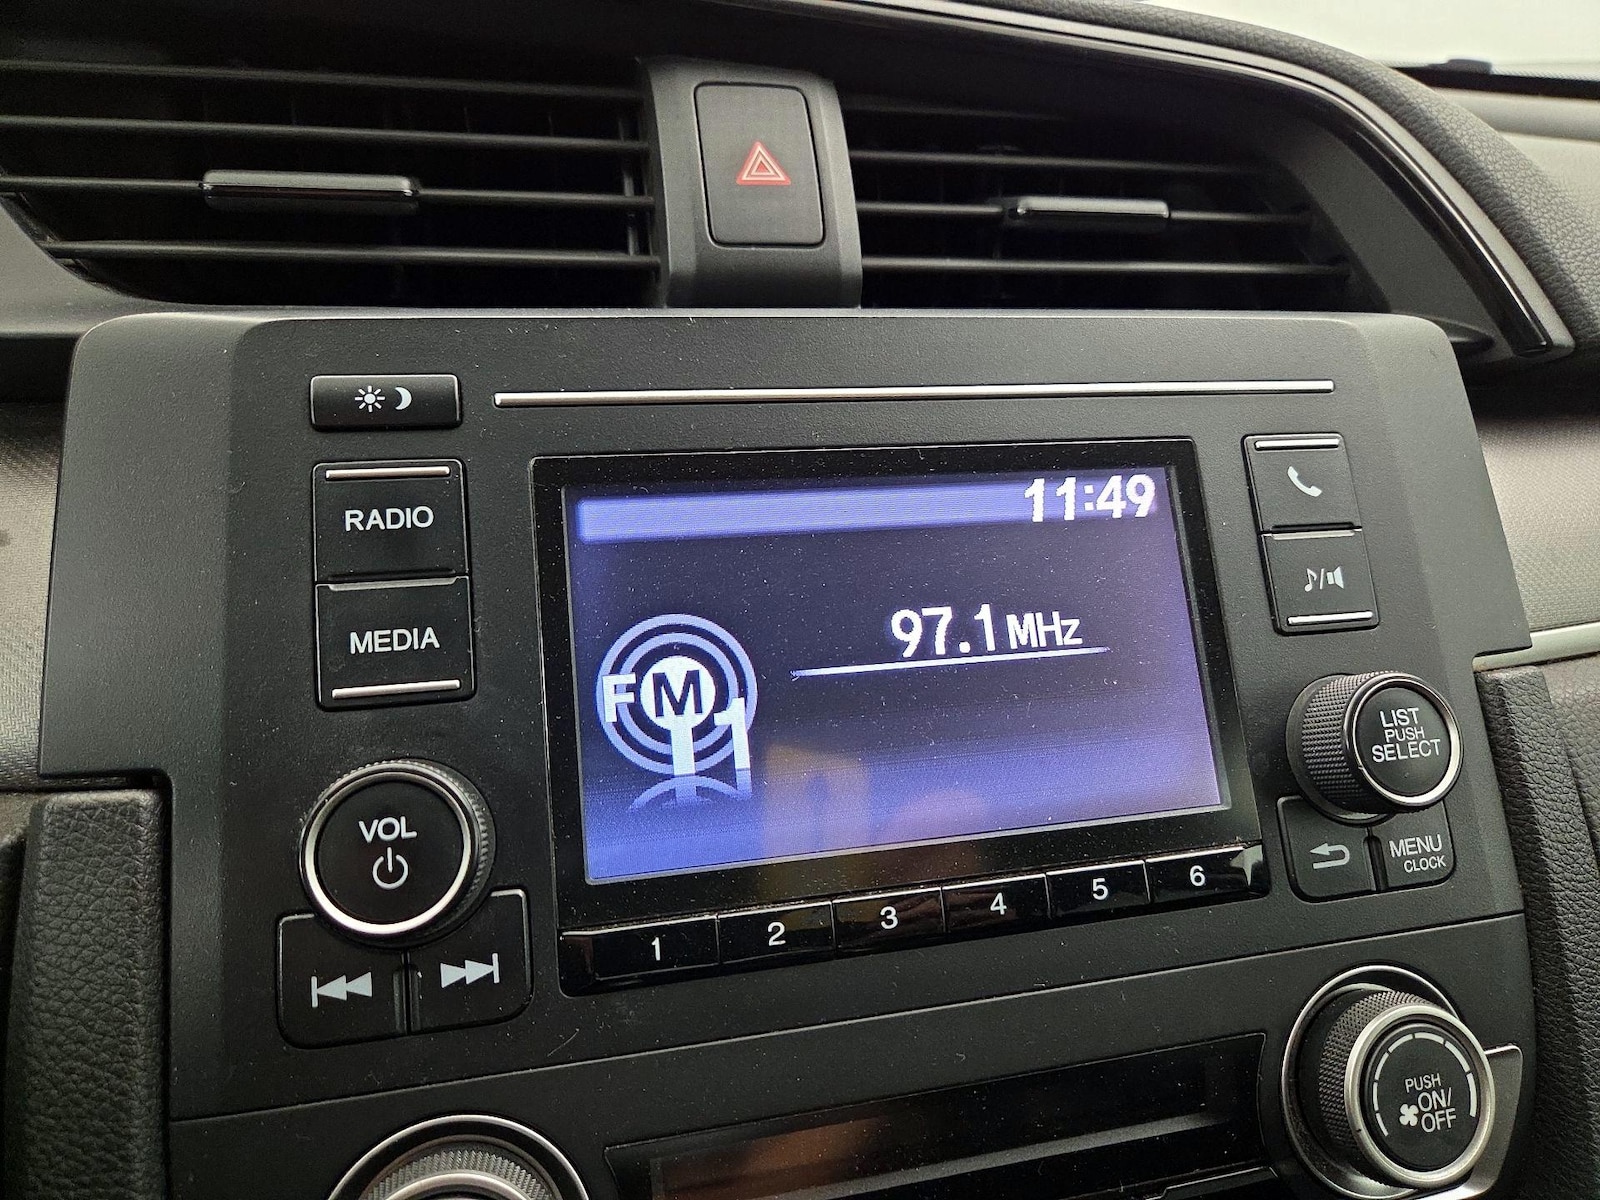 RADIO
MEDIA
11:49
97.1 MHz
FM
1
LIST
PUSH
SELECT
VOL
MENU
CLOCK
1 2 3 4 5 6
PUSH
ON/
OFF